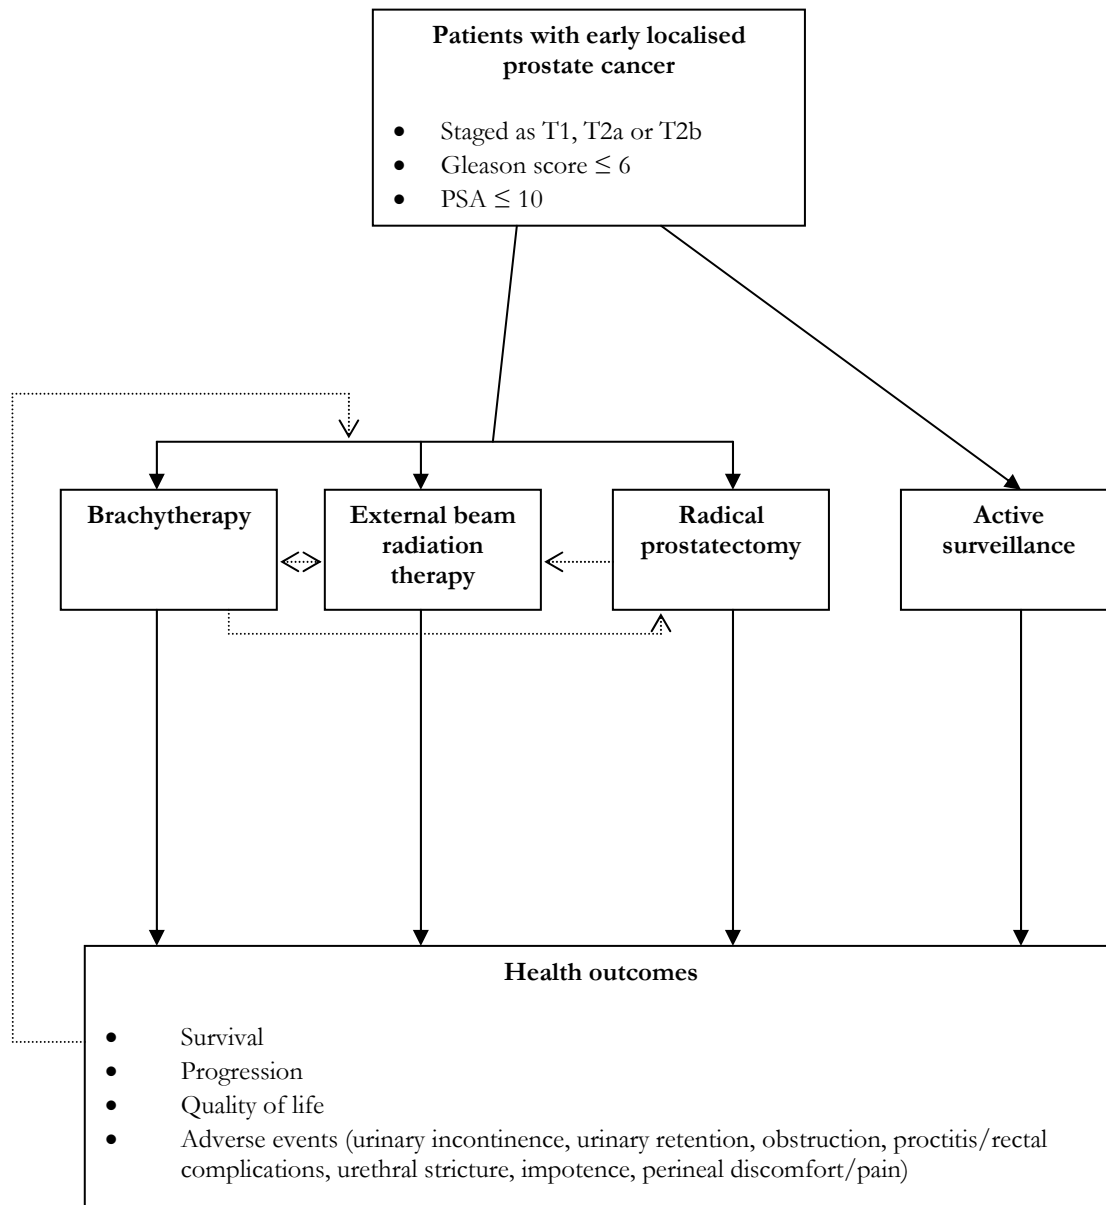 Patients with early localised
prostate cancer
• Staged as T1, T2a or T2b
• Gleason score ≤ 6
• PSA ≤ 10
Brachytherapy
External beam
radiation
therapy
Radical
prostatectomy
Active
surveillance
Health outcomes
• Survival
• Progression
• Quality of life
• Adverse events (urinary incontinence, urinary retention, obstruction, proctitis/rectal
complications, urethral stricture, impotence, perineal discomfort/pain)